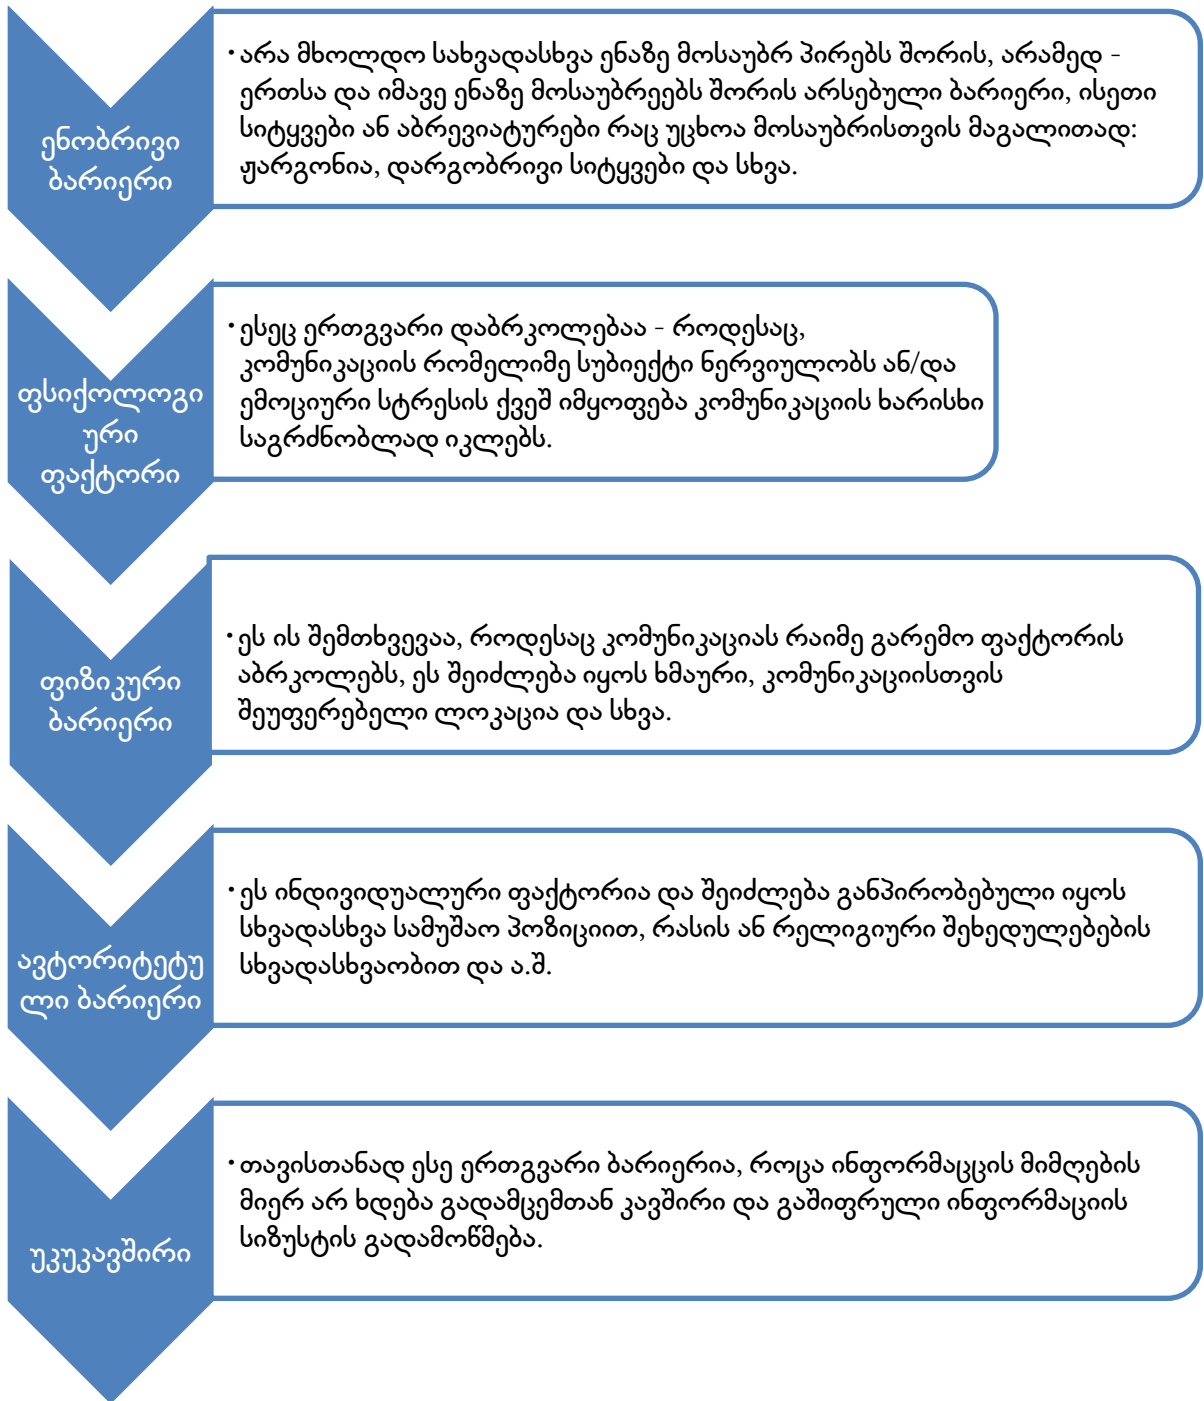 ენობრივი
ბარიერი
· არა მხოლდო სახვადასხვა ენაზე მოსაუბრ პირებს შორის, არამედ -
ერთსა და იმავე ენაზე მოსაუბრეებს შორის არსებული ბარიერი, ისეთი
სიტყვები ან აბრევიატურები რაც უცხოა მოსაუბრისთვის მაგალითად:
ჟარგონია, დარგობრივი სიტყვები და სხვა.
ფსიქოლოგი
ური
ფაქტორი
· ესეც ერთგვარი დაბრკოლებაა - როდესაც,
კომუნიკაციის რომელიმე სუბიექტი ნერვიულობს ან/და
ემოციური სტრესის ქვეშ იმყოფება კომუნიკაციის ხარისხი
საგრძნობლად იკლებს.
ფიზიკური
ბარიერი
· ეს ის შემთხვევაა, როდესაც კომუნიკაციას რაიმე გარემო ფაქტორის
აბრკოლებს, ეს შეიძლება იყოს ხმაური, კომუნიკაციისთვის
შეუფერებელი ლოკაცია და სხვა.
ავტორიტეტუ
ლი ბარიერი
· ეს ინდივიდუალური ფაქტორია და შეიძლება განპირობებული იყოს
სხვადასხვა სამუშაო პოზიციით, რასის ან რელიგიური შეხედულებების
სხვადასხვაობით და ა.შ.
უკუკავშირი
· თავისთანად ესე ერთგვარი ბარიერია, როცა ინფორმაცცის მიმღების
მიერ არ ხდება გადამცემთან კავშირი და გაშიფრული ინფორმაციის
სიზუსტის გადამოწმება.